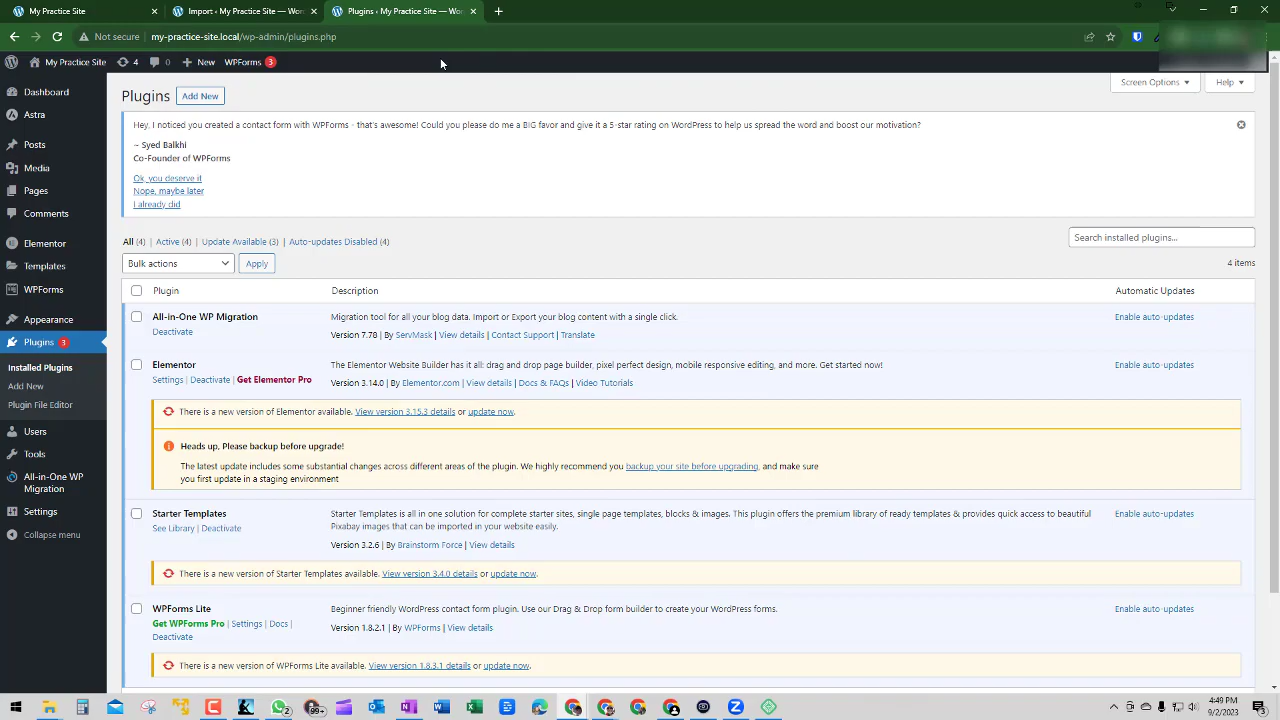 My Practice Site
Import < My Practice Site — Wor
Plugins < My Practice Site — Wor
Not secure
my-practice-site.local/wp-admin/plugins.php
My Practice Site
4
0
New
WPForms
3
Screen Options
Help
Dashboard
Astra
Posts
Media
Pages
Comments
Elementor
Templates
WPForms
Appearance
Plugins 3
Installed Plugins
Add New
Plugin File Editor
Users
Tools
All-in-One WP
Migration
Settings
Collapse menu
Plugins
Add New
Hey, I noticed you created a contact form with WPForms - that's awesome! Could you please do me a BIG favor and give it a 5-star rating on WordPress to help us spread the word and boost our motivation?
~ Syed Balkhi
Co-Founder of WPForms
Ok, you deserve it
Nope, maybe later
I already did
All (4) | Active (4) | Update Available (3) | Auto-updates Disabled (4)
Search installed plugins...
Bulk actions
Apply
4 items
Plugin
Description
Automatic Updates
All-in-One WP Migration
Deactivate
Migration tool for all your blog data. Import or Export your blog content with a single click.
Version 7.78 | By ServMask | View details | Contact Support | Translate
Enable auto-updates
Elementor
Settings | Deactivate | Get Elementor Pro
The Elementor Website Builder has it all: drag and drop page builder, pixel perfect design, mobile responsive editing, and more. Get started now!
Version 3.14.0 | By Elementor.com | View details | Docs & FAQs | Video Tutorials
Enable auto-updates
There is a new version of Elementor available. View version 3.15.3 details or update now.
Heads up, Please backup before upgrade!
The latest update includes some substantial changes across different areas of the plugin. We highly recommend you backup your site before upgrading, and make sure
you first update in a staging environment
Starter Templates
See Library | Deactivate
Starter Templates is all in one solution for complete starter sites, single page templates, blocks & images. This plugin offers the premium library of ready templates & provides quick access to beautiful
Pixabay images that can be imported in your website easily.
Version 3.2.6 | By Brainstorm Force | View details
Enable auto-updates
There is a new version of Starter Templates available. View version 3.4.0 details or update now.
WPForms Lite
Get WPForms Pro | Settings | Docs |
Deactivate
Beginner friendly WordPress contact form plugin. Use our Drag & Drop form builder to create your WordPress forms.
Version 1.8.2.1 | By WPForms | View details
Enable auto-updates
There is a new version of WPForms Lite available. View version 1.8.3.1 details or update now.
2
99+
4:49 PM
9/2/2023
3